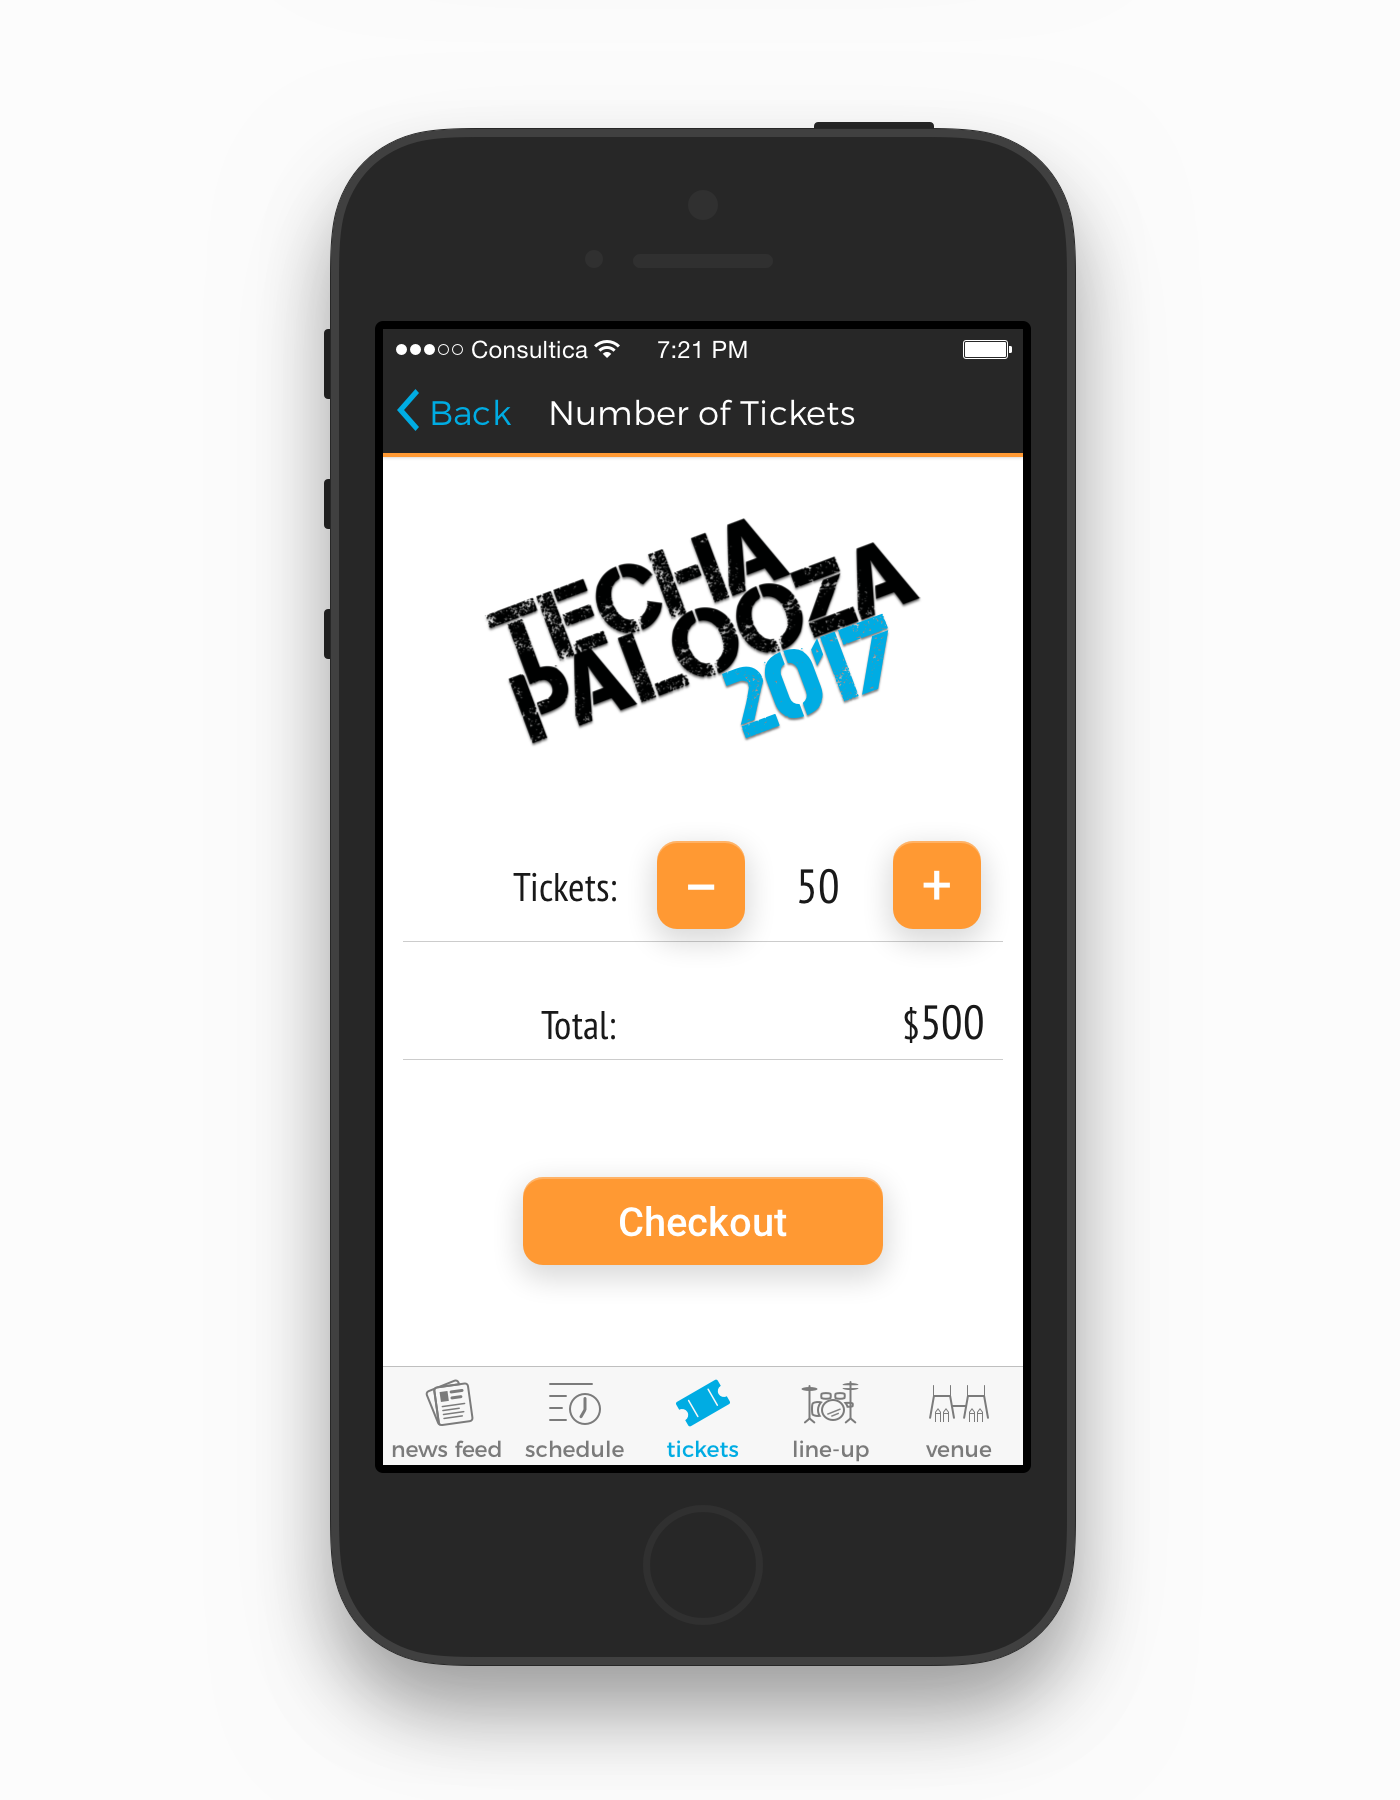 Consultica 7:21 PM
Back Number of Tickets
TECHA
PALOOZA
2017
Tickets: − 50 +
Total: $500
Checkout
news feed schedule tickets line-up venue